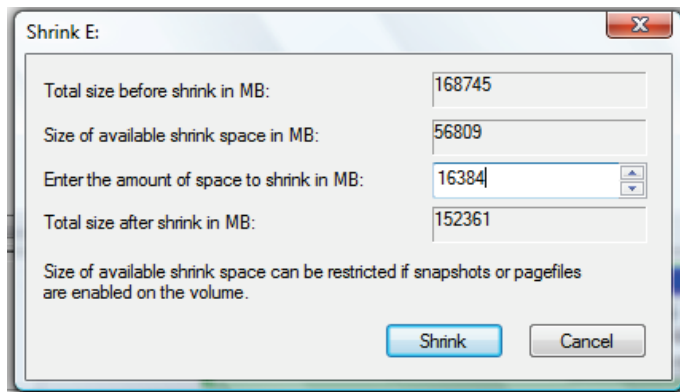 Shrink E:
Total size before shrink in MB: 168745
Size of available shrink space in MB: 56809
Enter the amount of space to shrink in MB: 16384
Total size after shrink in MB: 152361
Size of available shrink space can be restricted if snapshots or pagefiles
are enabled on the volume.
Shrink Cancel